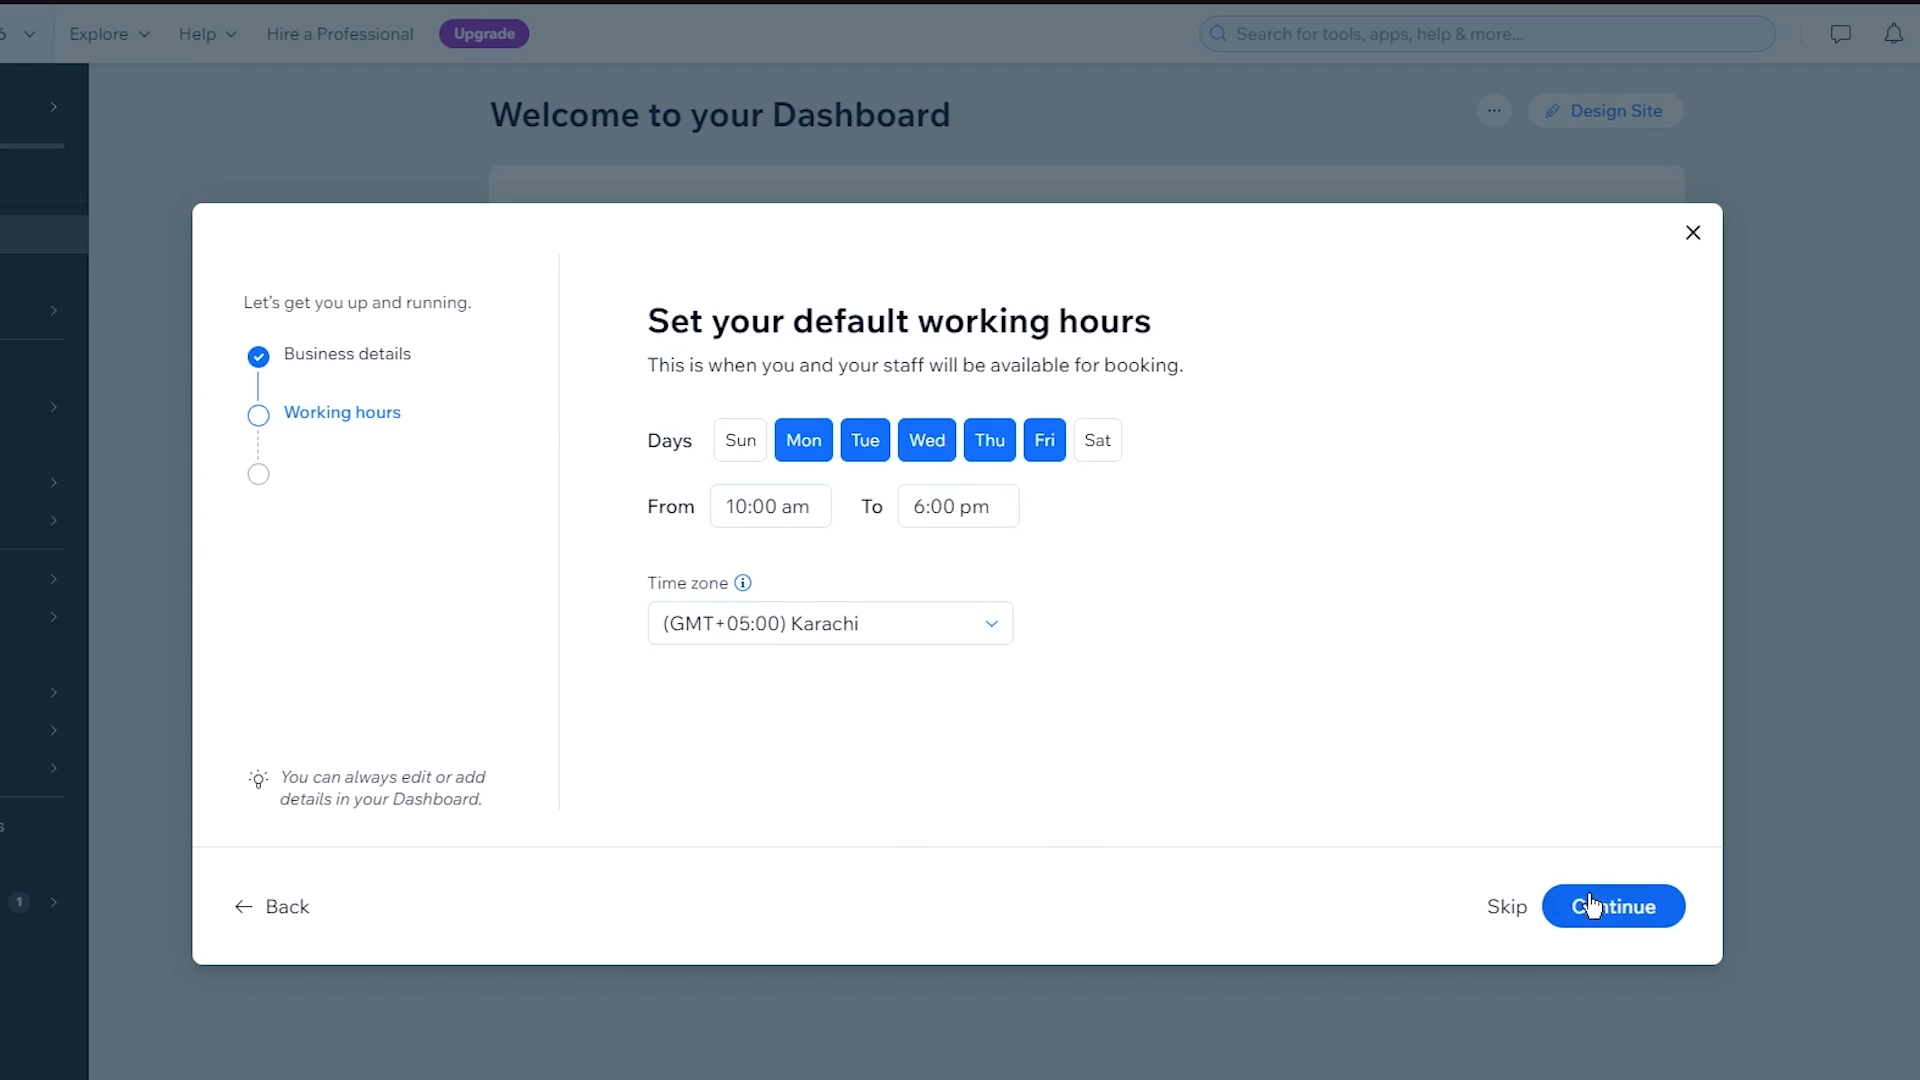 6 Explore Help Hire a Professional Upgrade Search for tools, apps, help & more...
Welcome to your Dashboard
... Design Site
Let's get you up and running.
Business details
Working hours
Set your default working hours
This is when you and your staff will be available for booking.
Days Sun Mon Tue Wed Thu Fri Sat
From 10:00 am To 6:00 pm
Time zone
(GMT+05:00) Karachi
You can always edit or add
details in your Dashboard.
s
1
Back
Skip Continue